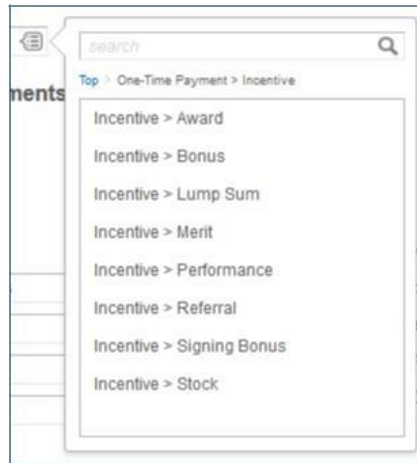 search
Top > One-Time Payment > Incentive
ments
Incentive > Award
Incentive > Bonus
Incentive > Lump Sum
Incentive > Merit
Incentive > Performance
Incentive > Referral
Incentive > Signing Bonus
Incentive > Stock